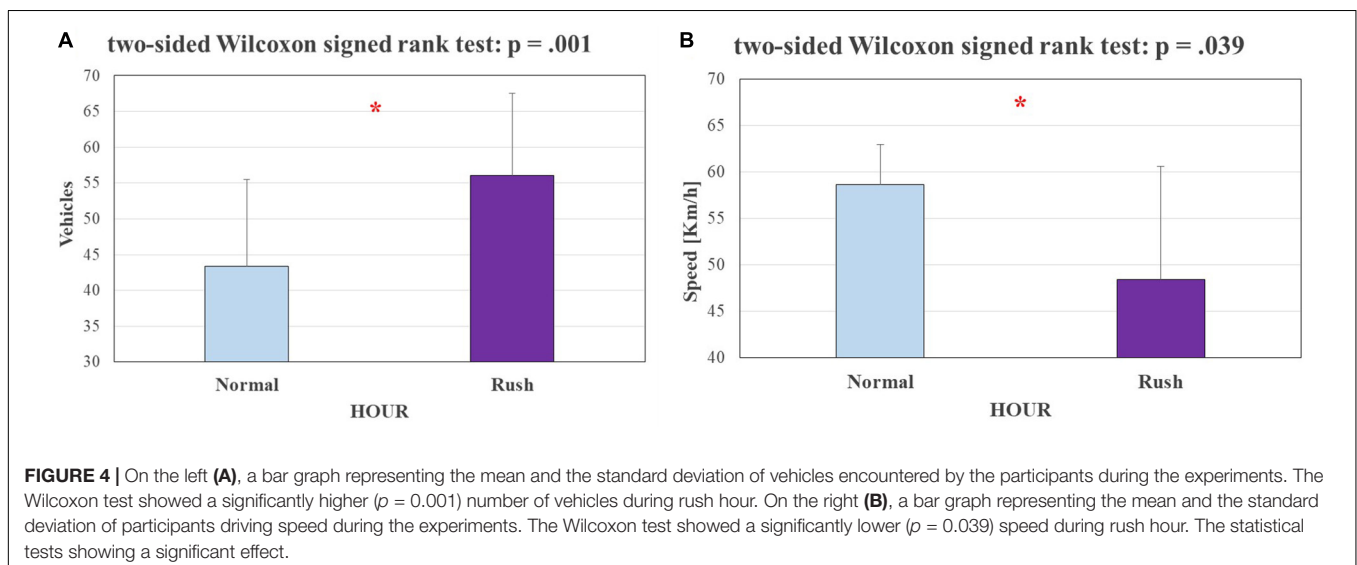 A two-sided Wilcoxon signed rank test: p = .001
70
65
60
55
50
45
40
35
30
Vehicles
*
Normal Rush
HOUR
B two-sided Wilcoxon signed rank test: p = .039
70
65
60
55
50
45
40
Speed [Km/h]
*
Normal Rush
HOUR
FIGURE 4 | On the left (A), a bar graph representing the mean and the standard deviation of vehicles encountered by the participants during the experiments. The
Wilcoxon test showed a significantly higher (p = 0.001) number of vehicles during rush hour. On the right (B), a bar graph representing the mean and the standard
deviation of participants driving speed during the experiments. The Wilcoxon test showed a significantly lower (p = 0.039) speed during rush hour. The statistical
tests showing a significant effect.